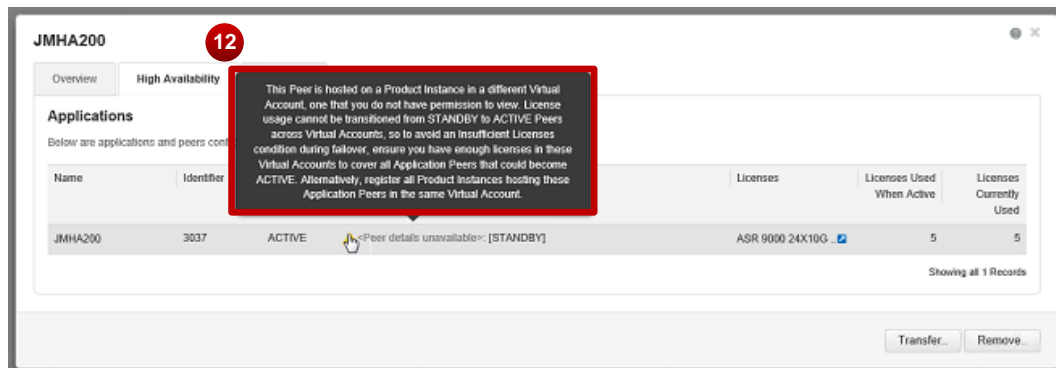 JMHA200
12
Overview
High Availability
This Peer is hosted on a Product Instance in a different Virtual
Account, one that you do not have permission to view. License
usage cannot be transitioned from STANDBY to ACTIVE Peers
across Virtual Accounts, so to avoid an Insufficient Licenses
condition during failover, ensure you have enough licenses in these
Virtual Accounts to cover all Application Peers that could become
ACTIVE. Alternatively, register all Product Instances hosting these
Application Peers in the same Virtual Account.
Applications
Below are applications and peers
Name
Identifier
Licenses
Licenses Used
When Active
Licenses
Currently
Used
JMHA200
3037
ACTIVE
<Peer details unavailable>: [STANDBY]
ASR 9000 24X10G ..
5
5
Showing all 1 Records
Transfer..
Remove..